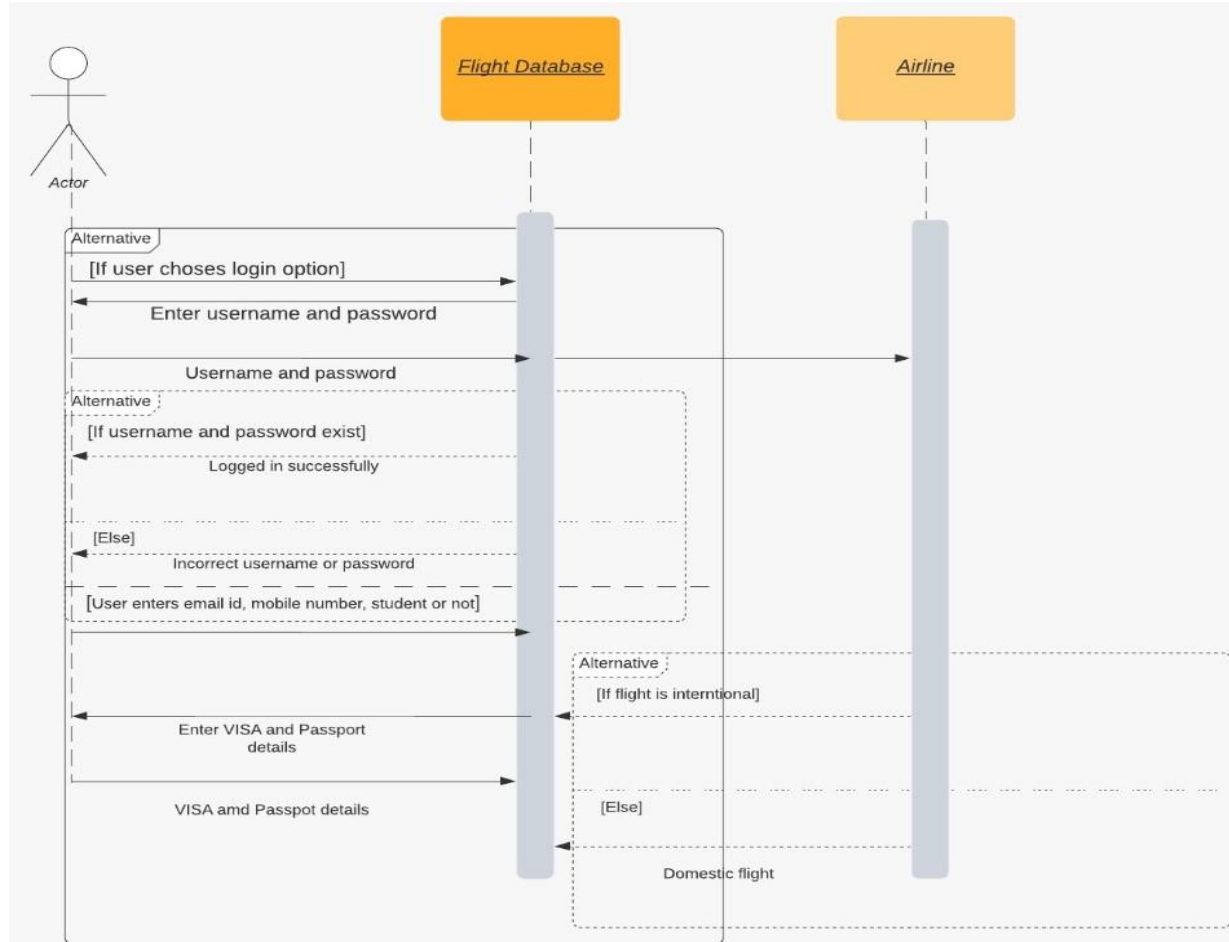 Flight Database
Airline
Actor
Alternative
[If user choses login option]
Enter username and password
Username and password
Alternative
[If username and password exist]
Logged in successfully
[Else]
Incorrect username or password
[User enters email id, mobile number, student or not]
Alternative
[If flight is interntional]
Enter VISA and Passport
details
VISA amd Passpot details
[Else]
Domestic flight